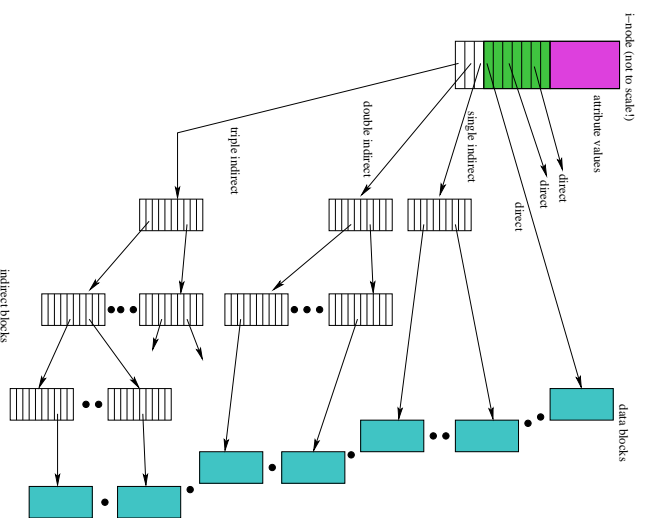 i-node (not to scale!)
attribute values
direct
direct
direct
single indirect
double indirect
triple indirect
data blocks
indirect blocks